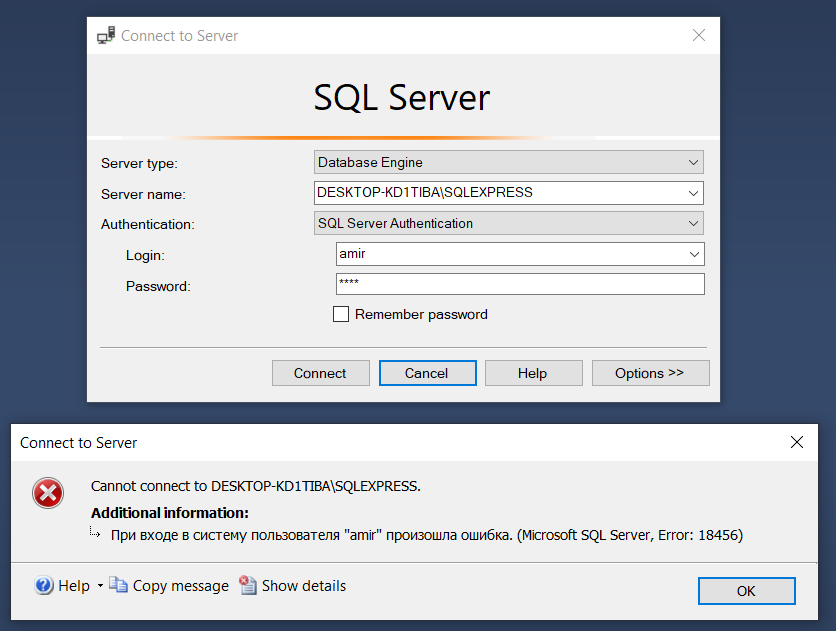 Connect to Server
SQL Server
Server type: Database Engine
Server name: DESKTOP-KD1TIBA\SQLEXPRESS
Authentication: SQL Server Authentication
Login: amir
Password: ****
Remember password
Connect Cancel Help Options >>
Connect to Server
Cannot connect to DESKTOP-KD1TIBA\SQLEXPRESS.
Additional information:
При входе в систему пользователя "amir" произошла ошибка. (Microsoft SQL Server, Error: 18456)
Help Copy message Show details OK